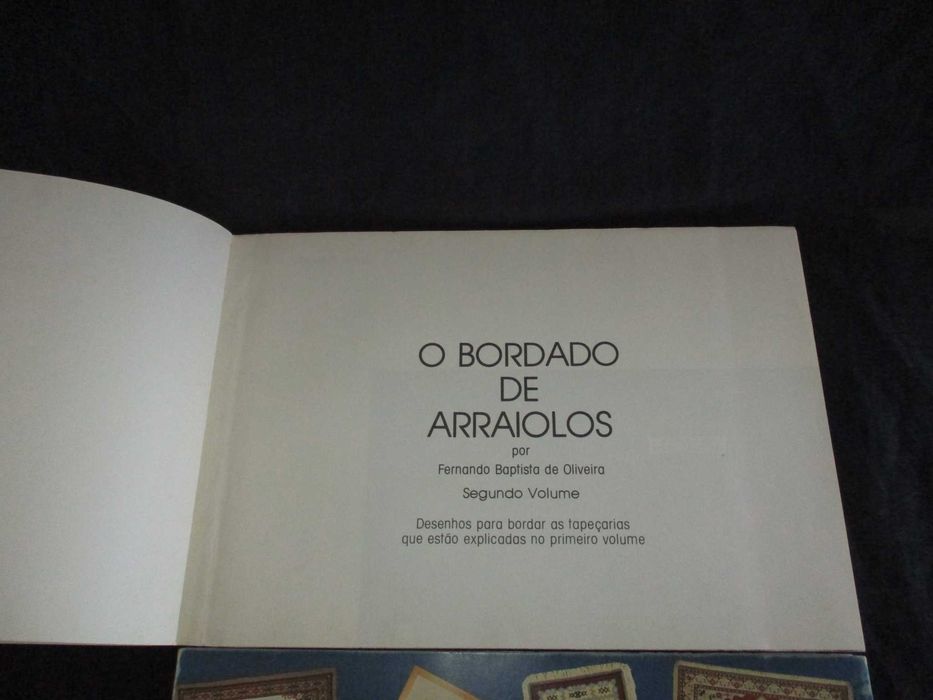 O BORDADO
DE
ARRAIOLOS
por
Fernando Baptista de Oliveira
Segundo Volume
Desenhos para bordar as tapeçarias
que estão explicadas no primeiro volume